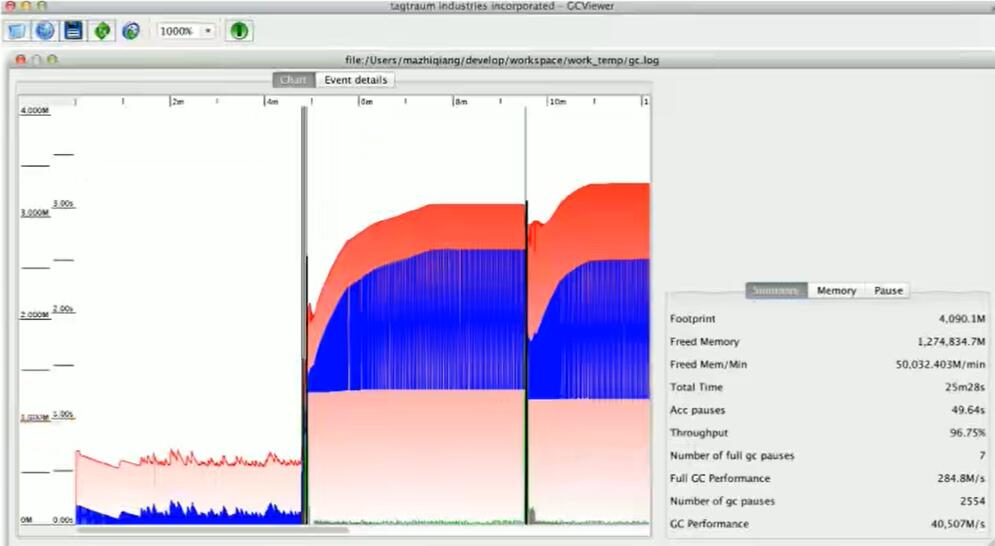 tagtraum industries incorporated – GCViewer
1000%
file:/Users/mazhiqiang/develop/workspace/work_temp/gc.log
Chart Event details
2m 4m 6m 8m 10m 1
4,000M
3,000M 3.00s
2,000M 2.00s
1,000M 1.00s
0M 0.00s
Summary Memory Pause
Footprint 4,090.1M
Freed Memory 1,274,834.7M
Freed Mem/Min 50,032.403M/min
Total Time 25m28s
Acc pauses 49.64s
Throughput 96.75%
Number of full gc pauses 7
Full GC Performance 284.8M/s
Number of gc pauses 2554
GC Performance 40,507M/s